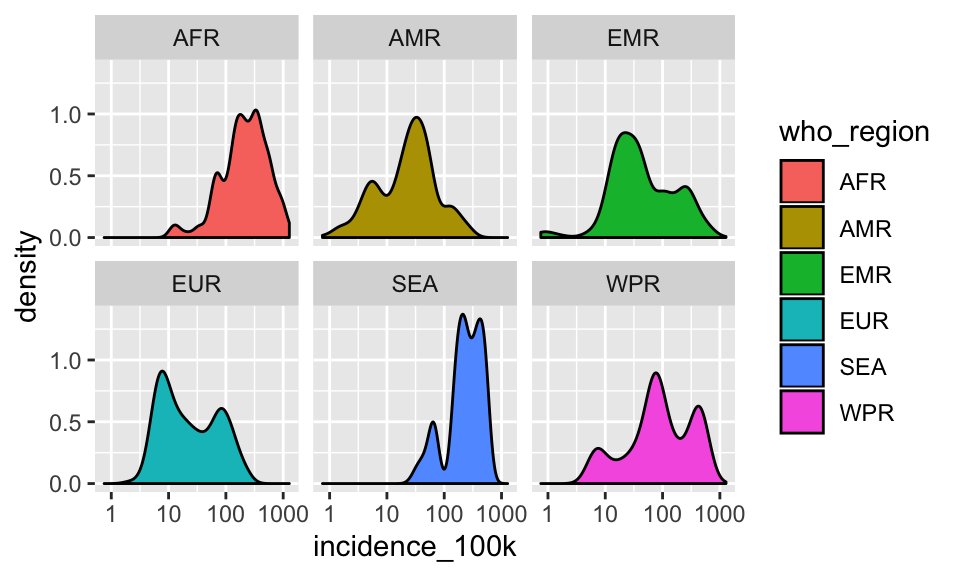 AFR AMR EMR
1.0
0.5
0.0
EUR SEA WPR
1.0
0.5
0.0
1 10 100 1000 1 10 100 1000 1 10 100 1000
incidence_100k
density
who_region
AFR
AMR
EMR
EUR
SEA
WPR